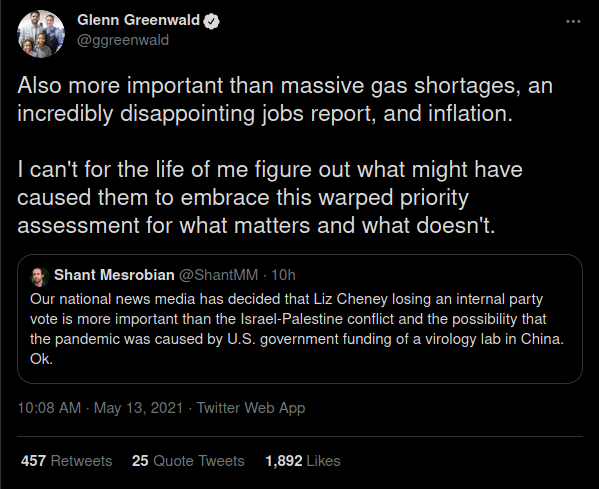 Glenn Greenwald
@ggreenwald
Also more important than massive gas shortages, an
incredibly disappointing jobs report, and inflation.
I can't for the life of me figure out what might have
caused them to embrace this warped priority
assessment for what matters and what doesn't.
Shant Mesrobian @ShantMM · 10h
Our national news media has decided that Liz Cheney losing an internal party
vote is more important than the Israel-Palestine conflict and the possibility that
the pandemic was caused by U.S. government funding of a virology lab in China.
Ok.
10:08 AM · May 13, 2021 · Twitter Web App
457 Retweets 25 Quote Tweets 1,892 Likes